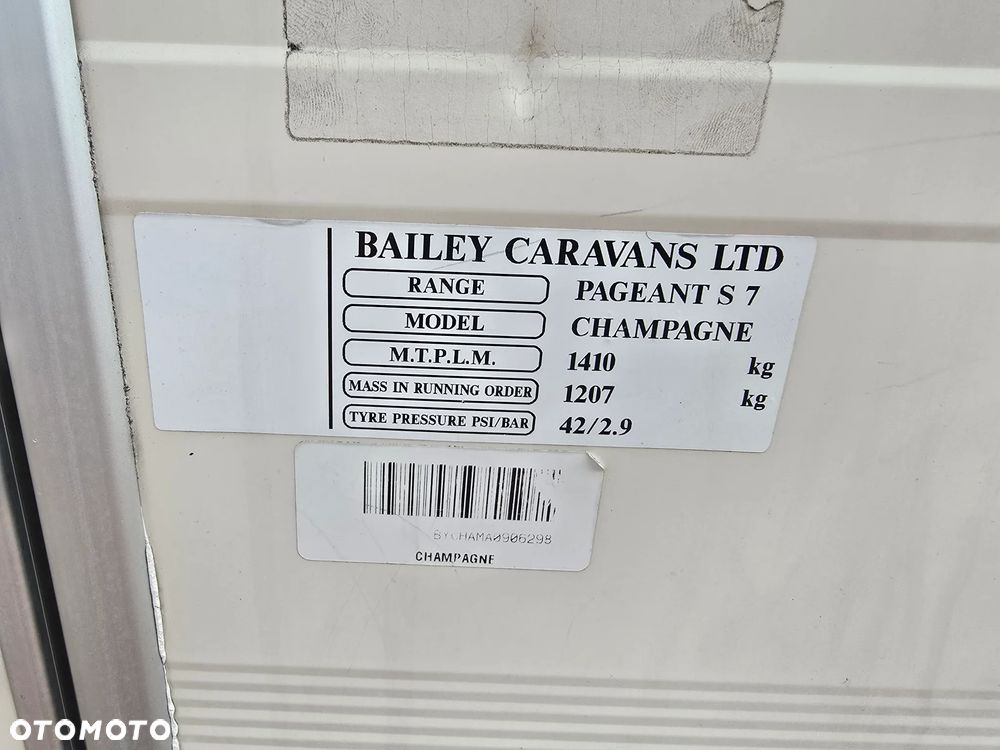 BAILEY CARAVANS LTD
RANGE PAGEANT S 7
MODEL CHAMPAGNE
M.T.P.L.M. 1410 kg
MASS IN RUNNING ORDER 1207 kg
TYRE PRESSURE PSI/BAR 42/2.9
BYCHAMA0906298
CHAMPAGNE
OTOMOTO